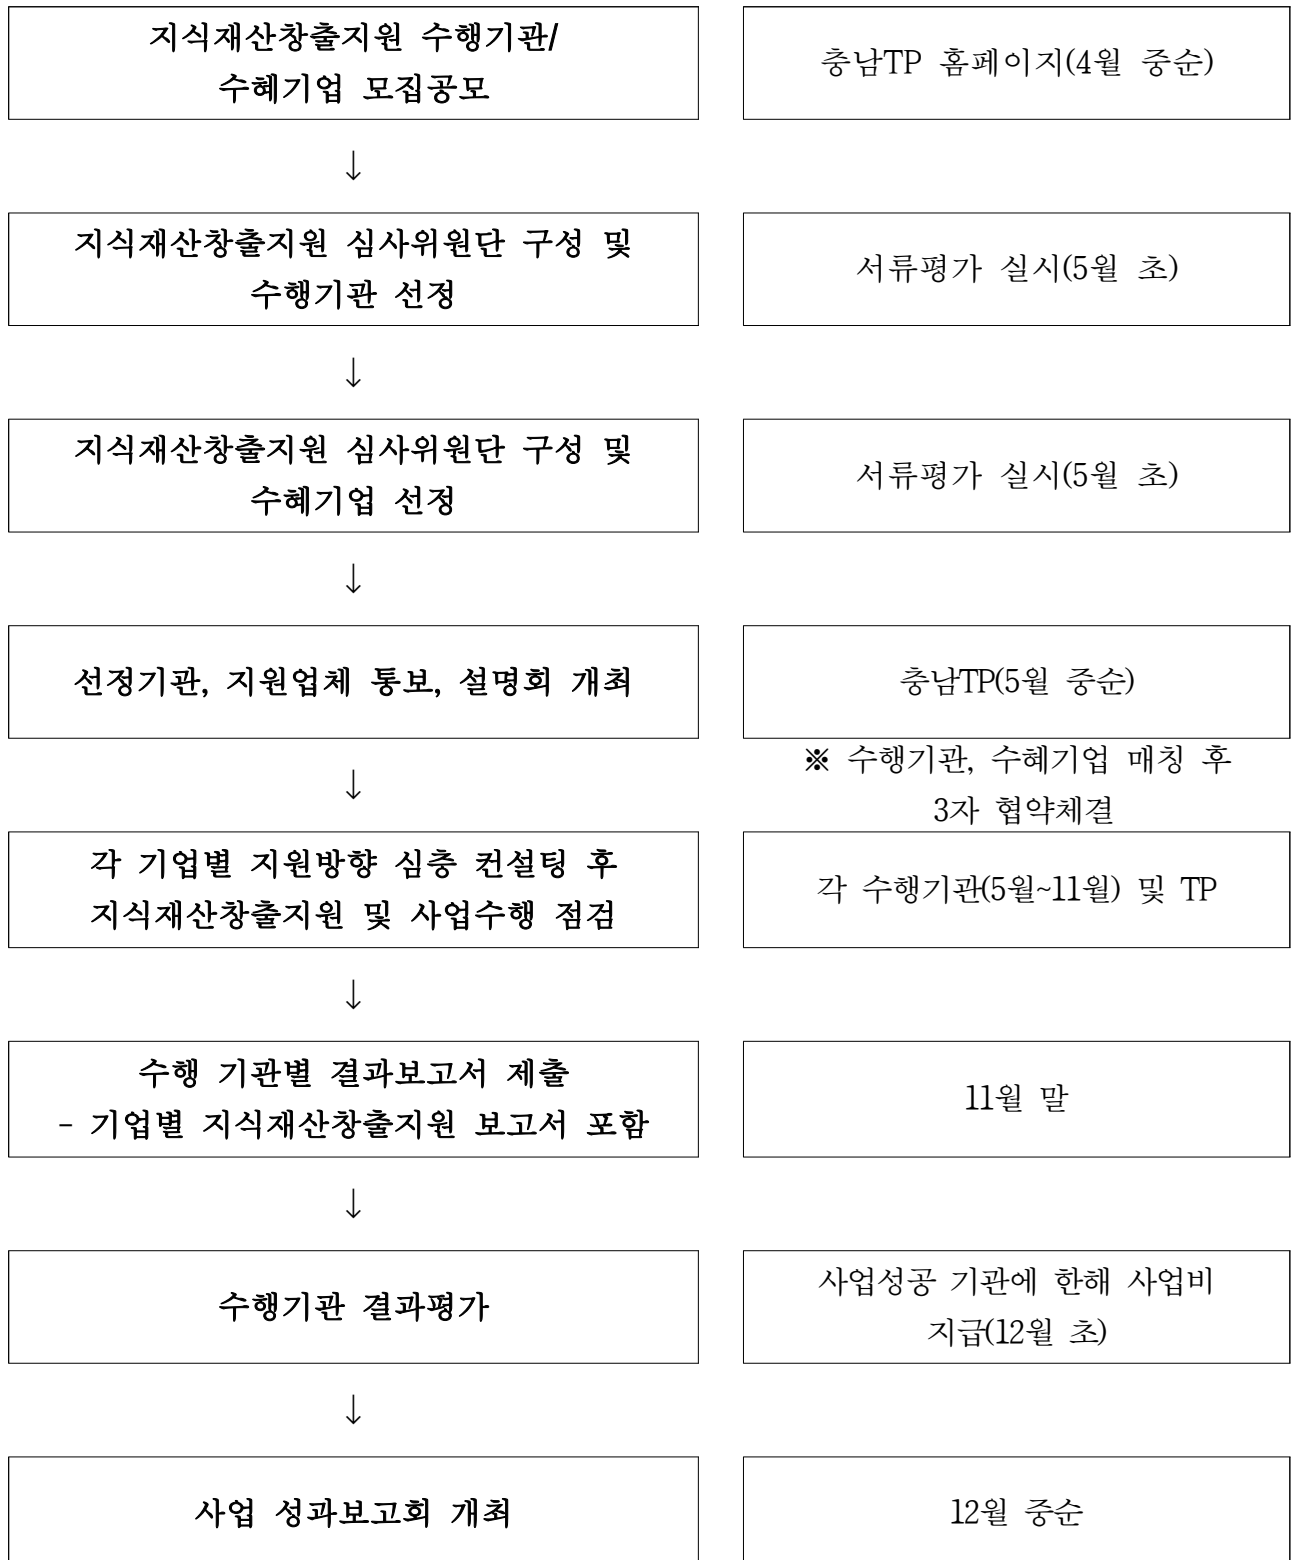 지식재산창출지원 수행기관/
수혜기업 모집공모
충남TP 홈페이지(4월 중순)
↓
지식재산창출지원 심사위원단 구성 및
수행기관 선정
서류평가 실시(5월 초)
↓
지식재산창출지원 심사위원단 구성 및
수혜기업 선정
서류평가 실시(5월 초)
↓
선정기관, 지원업체 통보, 설명회 개최
충남TP(5월 중순)
↓
※ 수행기관, 수혜기업 매칭 후
3자 협약체결
각 기업별 지원방향 심층 컨설팅 후
지식재산창출지원 및 사업수행 점검
각 수행기관(5월~11월) 및 TP
↓
수행 기관별 결과보고서 제출
- 기업별 지식재산창출지원 보고서 포함
11월 말
↓
수행기관 결과평가
사업성공 기관에 한해 사업비
지급(12월 초)
↓
사업 성과보고회 개최
12월 중순